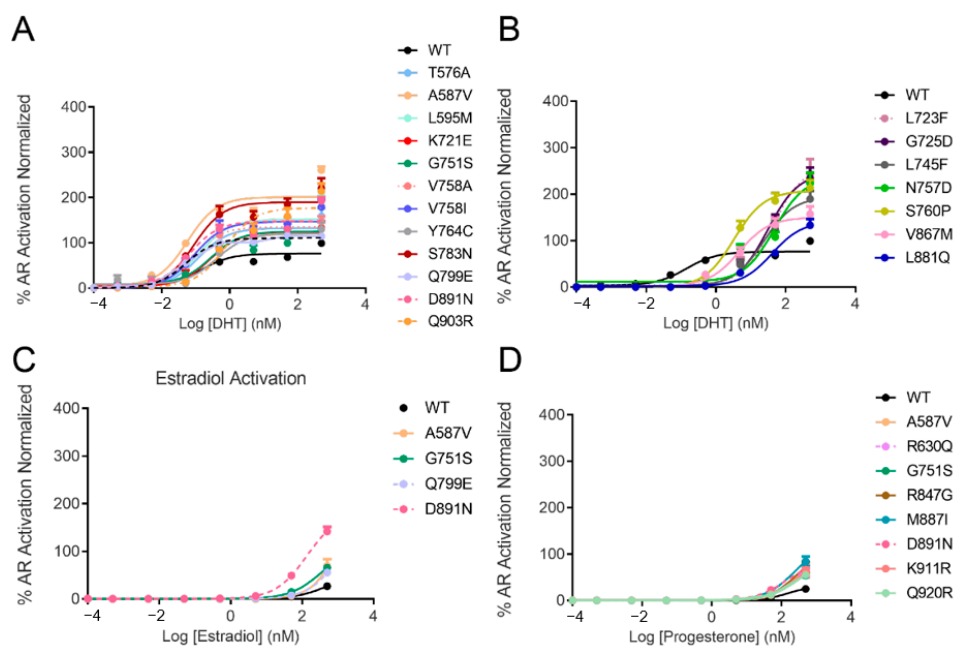 A
% AR Activation Normalized
400
300
200
100
0
−4
−2
0
2
4
Log [DHT] (nM)
WT
T576A
A587V
L595M
K721E
G751S
V758A
V758I
Y764C
S783N
Q799E
D891N
Q903R
B
% AR Activation Normalized
400
300
200
100
0
−4
−2
0
2
4
Log [DHT] (nM)
WT
L723F
G725D
L745F
N757D
S760P
V867M
L881Q
C
Estradiol Activation
% AR Activation Normalized
400
300
200
100
0
−4
−2
0
2
4
Log [Estradiol] (nM)
WT
A587V
G751S
Q799E
D891N
D
% AR Activation Normalized
400
300
200
100
0
−4
−2
0
2
4
Log [Progesterone] (nM)
WT
A587V
R630Q
G751S
R847G
M887I
D891N
K911R
Q920R